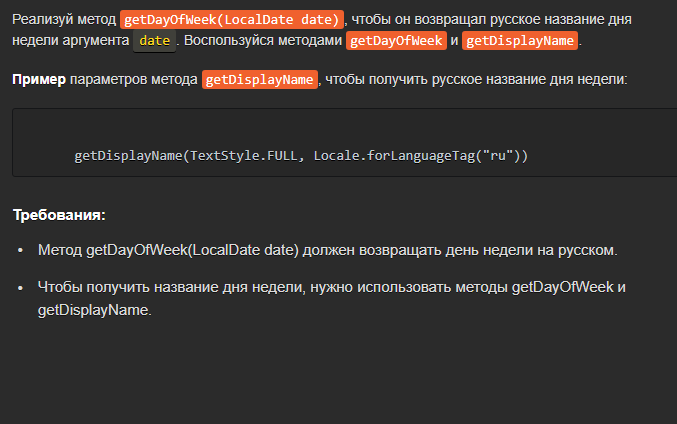 Реализуй метод getDayOfWeek(LocalDate date), чтобы он возвращал русское название дня
недели аргумента date. Воспользуйся методами getDayOfWeek и getDisplayName.
Пример параметров метода getDisplayName, чтобы получить русское название дня недели:
getDisplayName(TextStyle.FULL, Locale.forLanguageTag("ru"))
Требования:
• Метод getDayOfWeek(LocalDate date) должен возвращать день недели на русском.
• Чтобы получить название дня недели, нужно использовать методы getDayOfWeek и
getDisplayName.